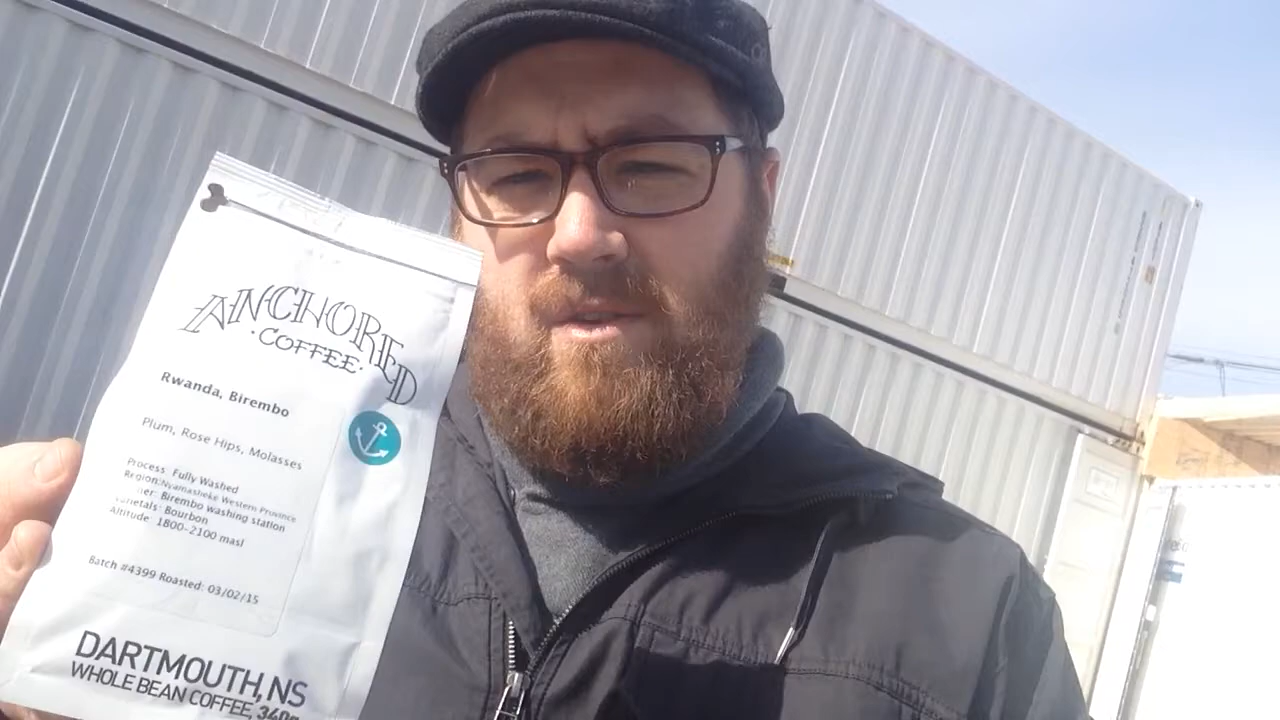 ANCHORED
·COFFEE·
Rwanda, Birembo
Plum, Rose Hips, Molasses
Process: Fully Washed
Region:Nyamasheke Western Province
Birembo washing station
Bourbon
Altitude: 1800-2100 masl
Batch #4399 Roasted: 03/02/15
DARTMOUTH, NS
WHOLE BEAN COFFEE, 340g